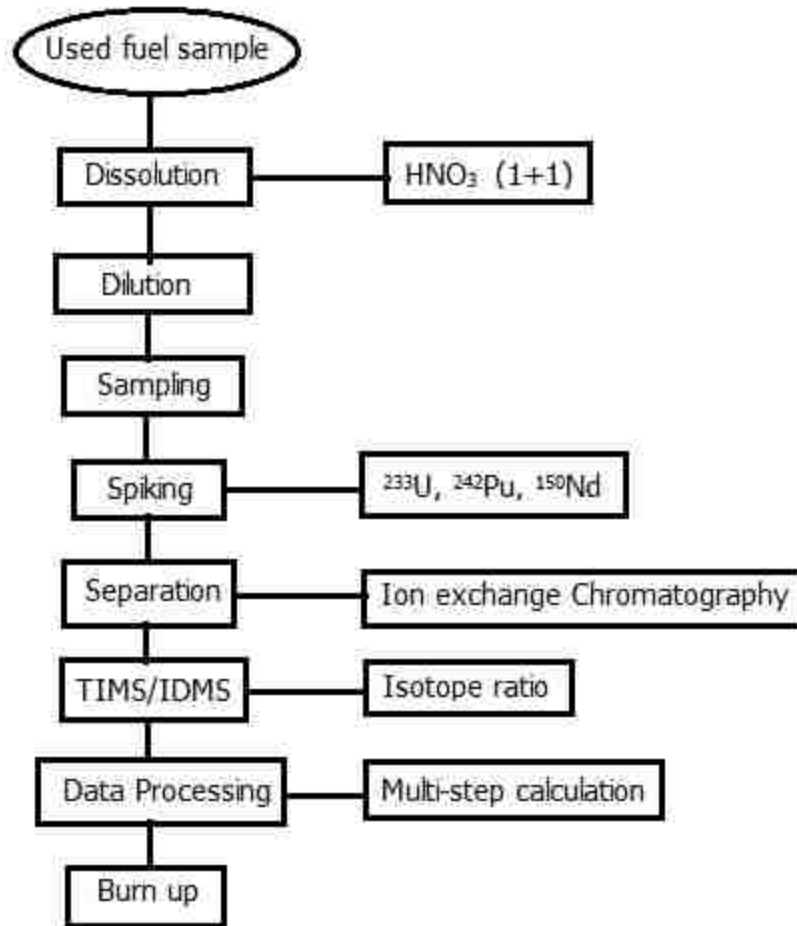 Used fuel sample
Dissolution
HNO₃ (1+1)
Dilution
Sampling
Spiking
²³³U, ²⁴²Pu, ¹⁵⁰Nd
Separation
Ion exchange Chromatography
TIMS/IDMS
Isotope ratio
Data Processing
Multi-step calculation
Burn up